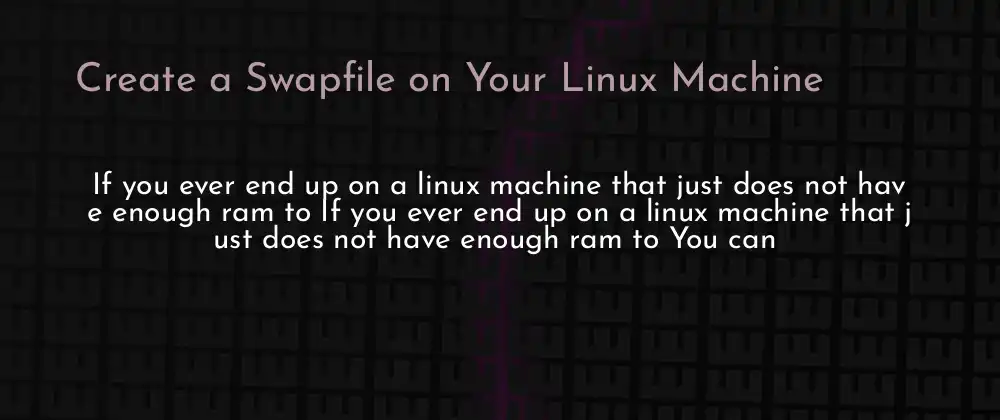 Create a Swapfile on Your Linux Machine
If you ever end up on a linux machine that just does not hav
e enough ram to If you ever end up on a linux machine that j
ust does not have enough ram to You can